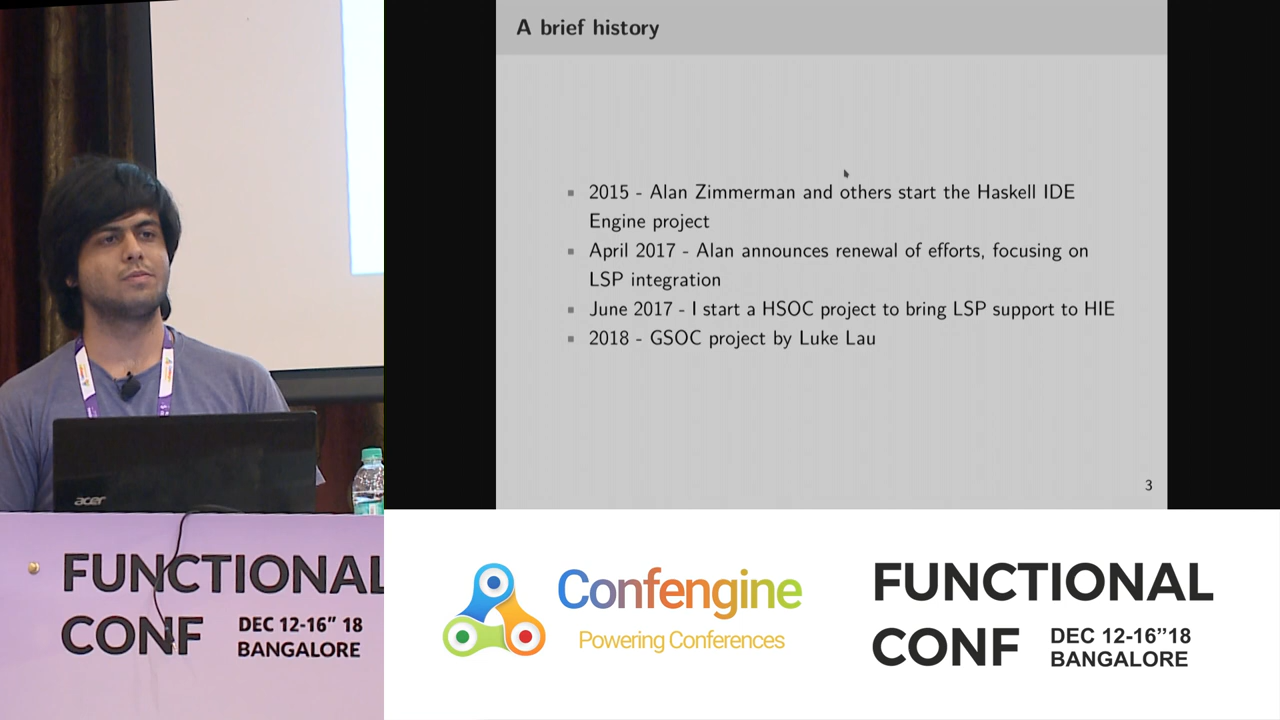 A brief history
2015 - Alan Zimmerman and others start the Haskell IDE
Engine project
April 2017 - Alan announces renewal of efforts, focusing on
LSP integration
June 2017 - I start a HSOC project to bring LSP support to HIE
2018 - GSOC project by Luke Lau
3
acer
FUNCTIONAL
CONF
DEC 12-16" 18
BANGALORE
Confengine
Powering Conferences
FUNCTIONAL
CONF
DEC 12-16"18
BANGALORE